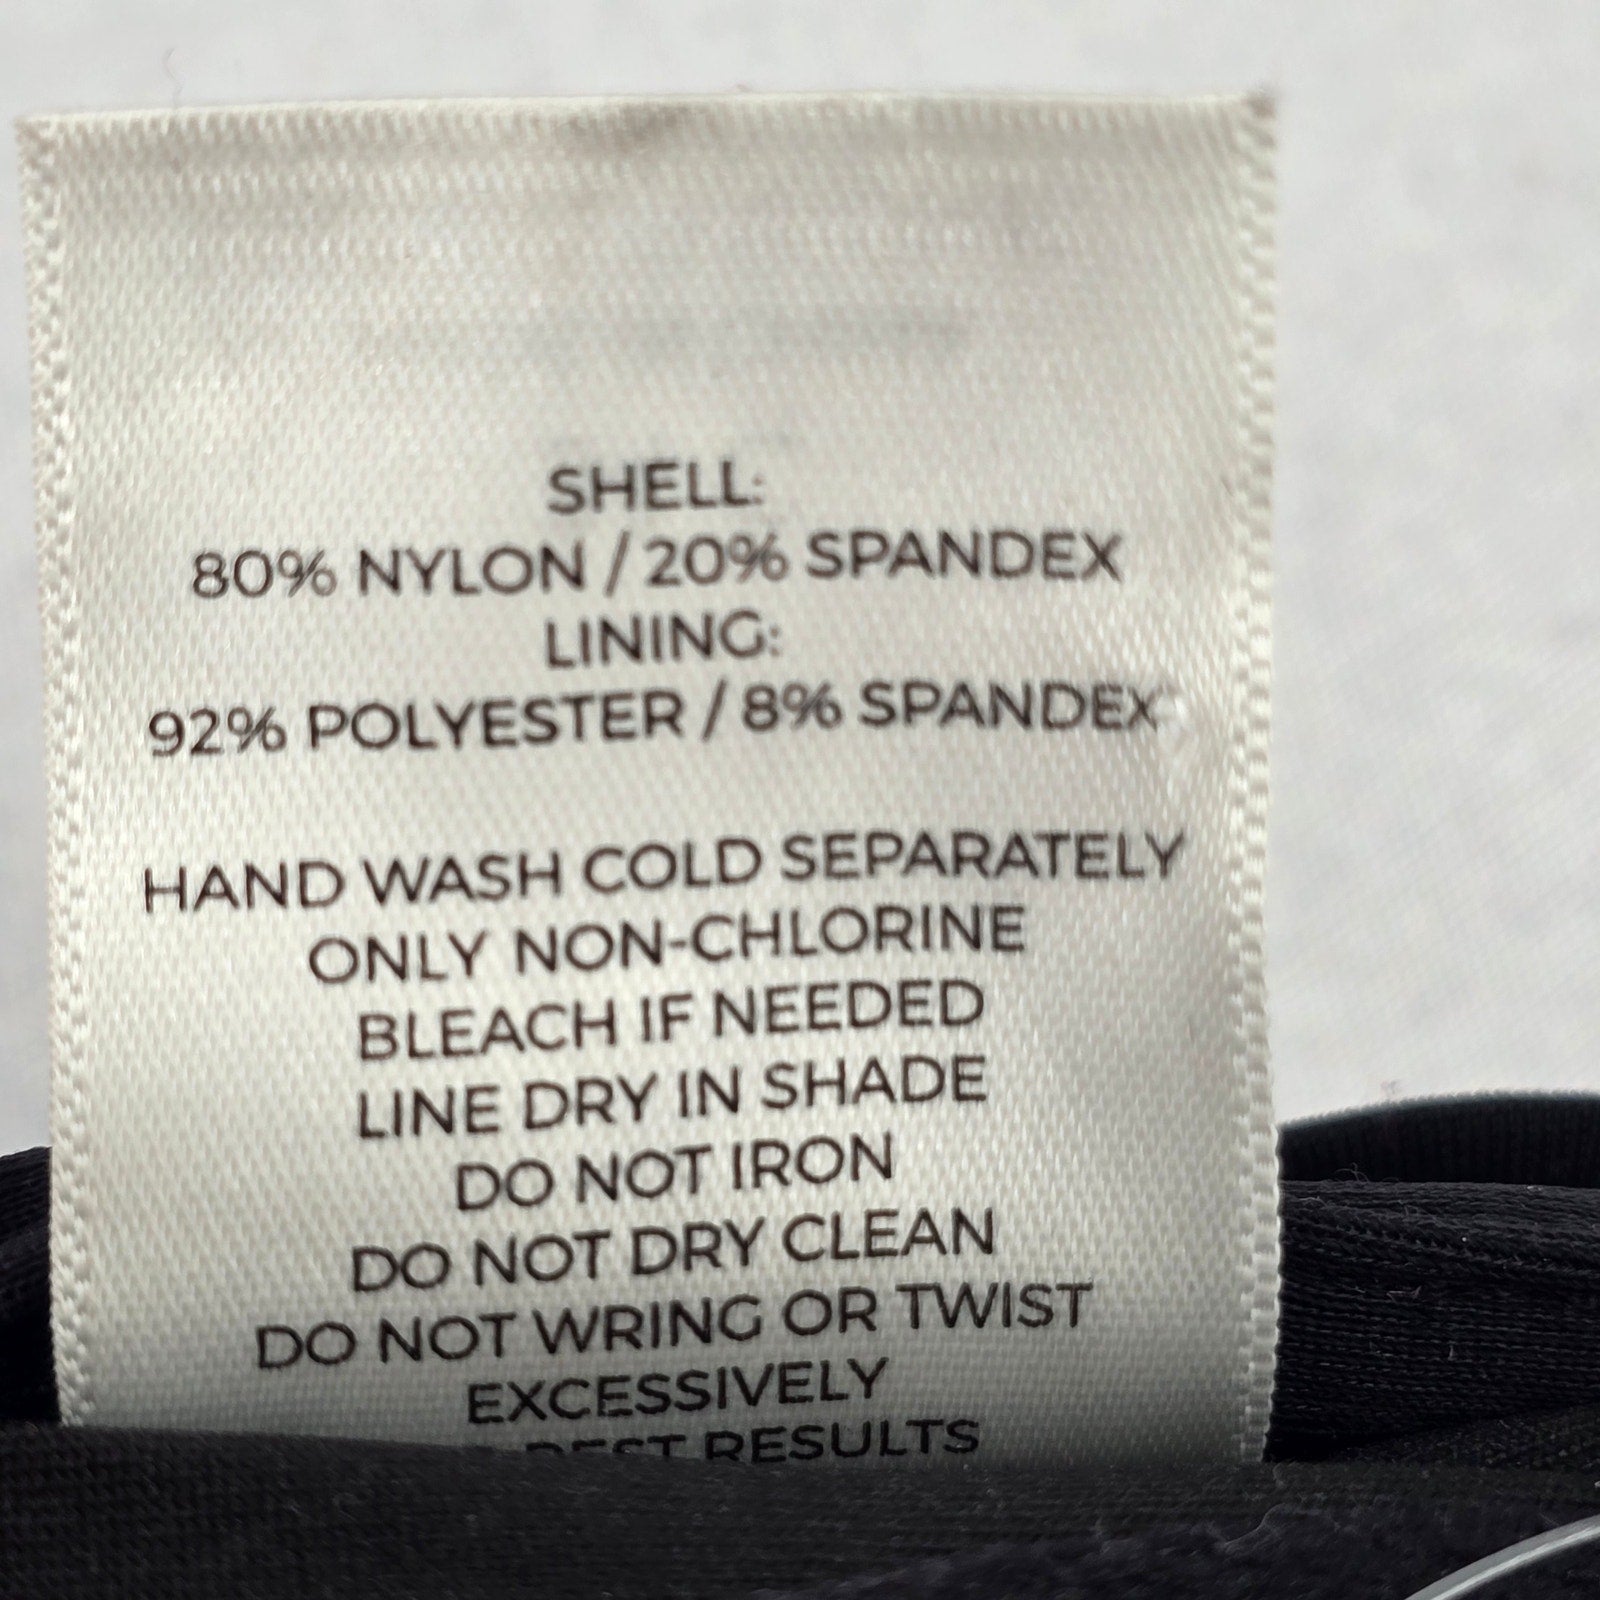 SHELL:
80% NYLON / 20% SPANDEX
LINING:
92% POLYESTER / 8% SPANDEX
HAND WASH COLD SEPARATELY
ONLY NON-CHLORINE
BLEACH IF NEEDED
LINE DRY IN SHADE
DO NOT IRON
DO NOT DRY CLEAN
DO NOT WRING OR TWIST
EXCESSIVELY
BEST RESULTS